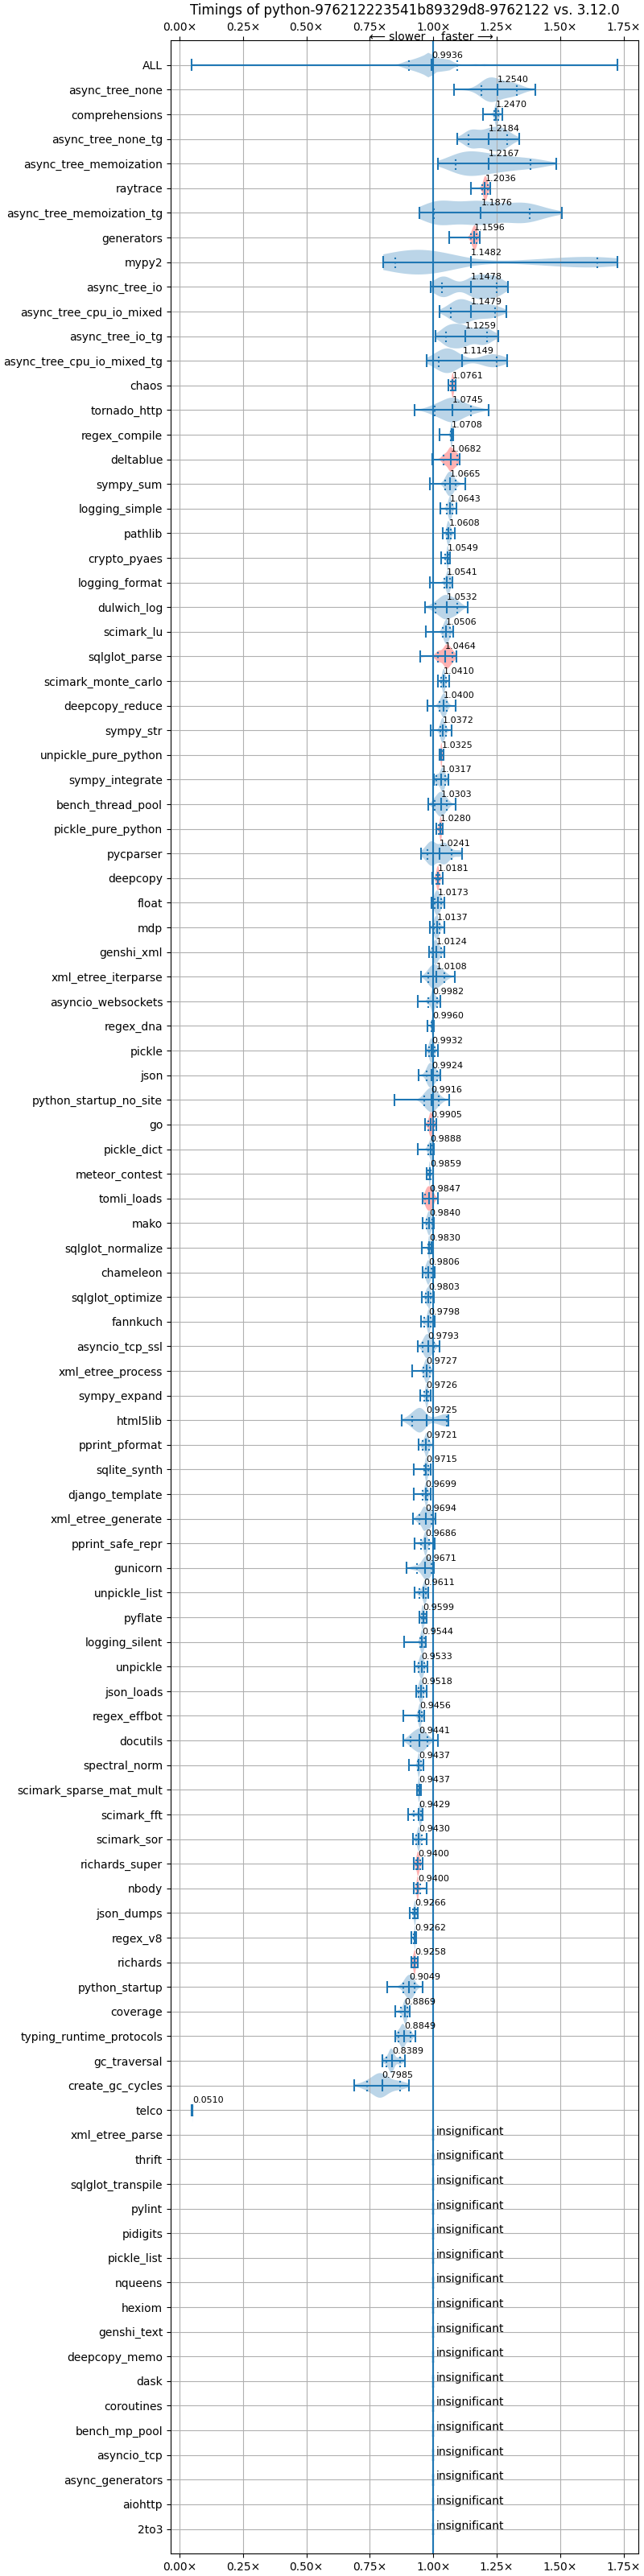 Timings of python-9762122223541b89329d8-9762122 vs. 3.12.0
0.00× 0.25× 0.50× 0.75× 1.00× 1.25× 1.50× 1.75×
⟵ slower faster ⟶
ALL 0.9936
async_tree_none 1.2540
comprehensions 1.2470
async_tree_none_tg 1.2184
async_tree_memoization 1.2167
raytrace 1.2036
async_tree_memoization_tg 1.1876
generators 1.1596
mypy2 1.1482
async_tree_io 1.1478
async_tree_cpu_io_mixed 1.1479
async_tree_io_tg 1.1259
async_tree_cpu_io_mixed_tg 1.1149
chaos 1.0761
tornado_http 1.0745
regex_compile 1.0708
deltablue 1.0682
sympy_sum 1.0665
logging_simple 1.0643
pathlib 1.0608
crypto_pyaes 1.0549
logging_format 1.0541
dulwich_log 1.0532
scimark_lu 1.0506
sqlglot_parse 1.0464
scimark_monte_carlo 1.0410
deepcopy_reduce 1.0400
sympy_str 1.0372
unpickle_pure_python 1.0325
sympy_integrate 1.0317
bench_thread_pool 1.0303
pickle_pure_python 1.0280
pycparser 1.0241
deepcopy 1.0181
float 1.0173
mdp 1.0137
genshi_xml 1.0124
xml_etree_iterparse 1.0108
asyncio_websockets 0.9982
regex_dna 0.9960
pickle 0.9932
json 0.9924
python_startup_no_site 0.9916
go 0.9905
pickle_dict 0.9888
meteor_contest 0.9859
tomli_loads 0.9847
mako 0.9840
sqlglot_normalize 0.9830
chameleon 0.9806
sqlglot_optimize 0.9803
fannkuch 0.9798
asyncio_tcp_ssl 0.9793
xml_etree_process 0.9727
sympy_expand 0.9726
html5lib 0.9725
pprint_pformat 0.9721
sqlite_synth 0.9715
django_template 0.9699
xml_etree_generate 0.9694
pprint_safe_repr 0.9686
gunicorn 0.9671
unpickle_list 0.9611
pyflate 0.9599
logging_silent 0.9544
unpickle 0.9533
json_loads 0.9518
regex_effbot 0.9456
docutils 0.9441
spectral_norm 0.9437
scimark_sparse_mat_mult 0.9437
scimark_fft 0.9429
scimark_sor 0.9430
richards_super 0.9400
nbody 0.9400
json_dumps 0.9266
regex_v8 0.9262
richards 0.9258
python_startup 0.9049
coverage 0.8869
typing_runtime_protocols 0.8849
gc_traversal 0.8389
create_gc_cycles 0.7985
telco 0.0510
xml_etree_parse insignificant
thrift insignificant
sqlglot_transpile insignificant
pylint insignificant
pidigits insignificant
pickle_list insignificant
nqueens insignificant
hexiom insignificant
genshi_text insignificant
deepcopy_memo insignificant
dask insignificant
coroutines insignificant
bench_mp_pool insignificant
asyncio_tcp insignificant
async_generators insignificant
aiohttp insignificant
2to3 insignificant
0.00× 0.25× 0.50× 0.75× 1.00× 1.25× 1.50× 1.75×